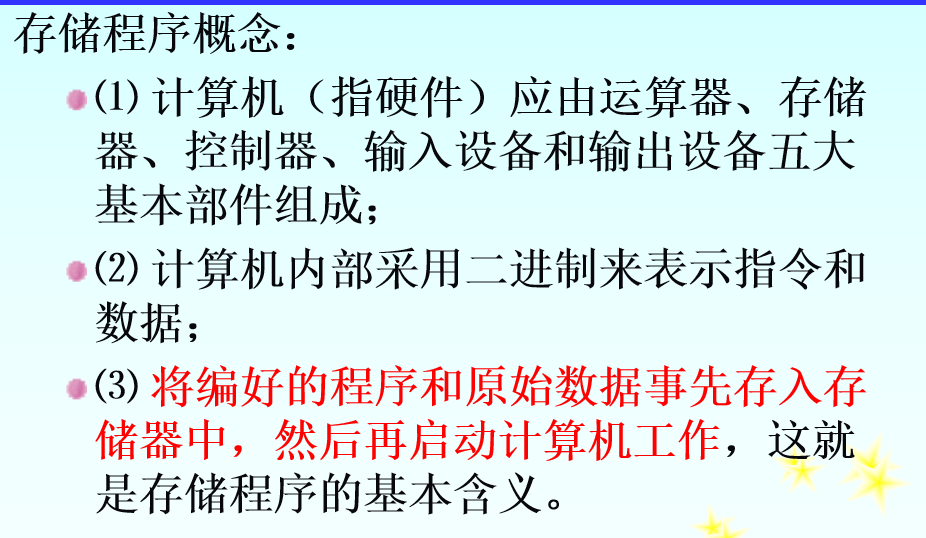 存储程序概念：
⑴ 计算机（指硬件）应由运算器、存储
器、控制器、输入设备和输出设备五大
基本部件组成；
⑵ 计算机内部采用二进制来表示指令和
数据；
⑶ 将编好的程序和原始数据事先存入存
储器中，然后再启动计算机工作，这就
是存储程序的基本含义。